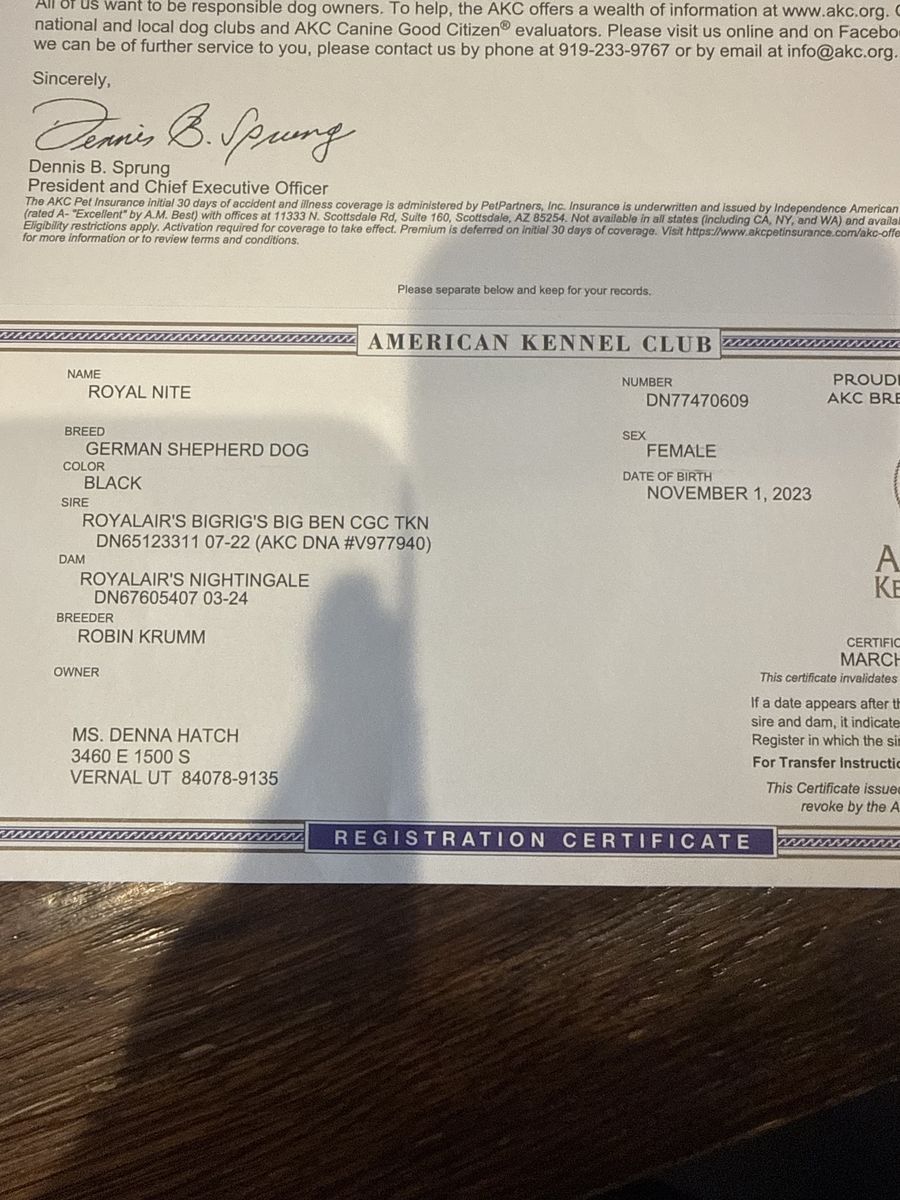 All of us want to be responsible dog owners. To help, the AKC offers a wealth of information at www.akc.org.
national and local dog clubs and AKC Canine Good Citizen® evaluators. Please visit us online and on Facebo
we can be of further service to you, please contact us by phone at 919-233-9767 or by email at info@akc.org.
Sincerely,
Dennis B. Sprung
Dennis B. Sprung
President and Chief Executive Officer
The AKC Pet Insurance initial 30 days of accident and illness coverage is administered by PetPartners, Inc. Insurance is underwritten and issued by Independence American
(rated A- "Excellent" by A.M. Best) with offices at 11333 N. Scottsdale Rd, Suite 160, Scottsdale, AZ 85254. Not available in all states (including CA, NY, and WA) and availa
Eligibility restrictions apply. Activation required for coverage to take effect. Premium is deferred on initial 30 days of coverage. Visit https://www.akcpetinsurance.com/akc-offe
for more information or to review terms and conditions.
Please separate below and keep for your records.
AMERICAN KENNEL CLUB
NAME
ROYAL NITE
NUMBER
DN77470609
PROUD
AKC BRE
BREED
GERMAN SHEPHERD DOG
SEX
FEMALE
COLOR
BLACK
DATE OF BIRTH
NOVEMBER 1, 2023
SIRE
ROYALAIR'S BIGRIG'S BIG BEN CGC TKN
DN65123311 07-22 (AKC DNA #V977940)
DAM
ROYALAIR'S NIGHTINGALE
DN67605407 03-24
A
KE
BREEDER
ROBIN KRUMM
OWNER
MS. DENNA HATCH
3460 E 1500 S
VERNAL UT 84078-9135
CERTIFIC
MARCH
This certificate invalidates
If a date appears after th
sire and dam, it indicate
Register in which the si
For Transfer Instructio
This Certificate issue
revoke by the A
REGISTRATION CERTIFICATE